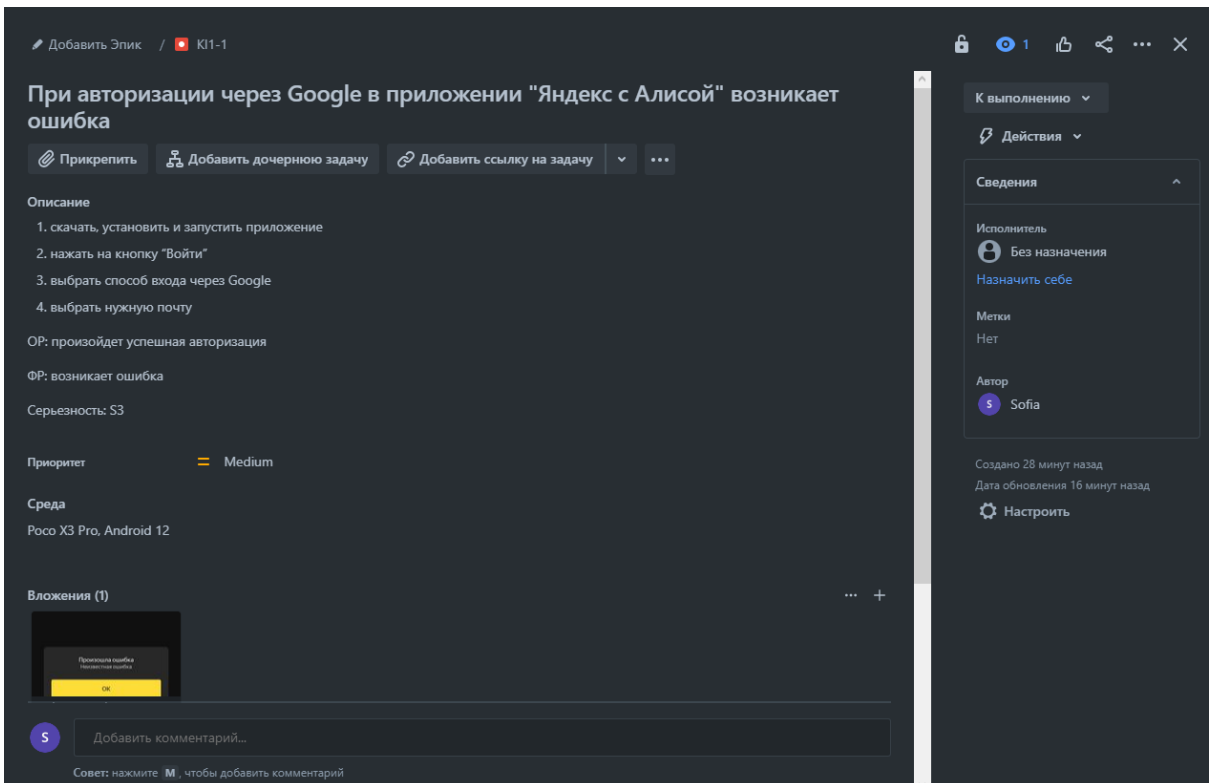 Добавить Эпик / KI1-1
1
При авторизации через Google в приложении "Яндекс с Алисой" возникает
ошибка
Прикрепить Добавить дочернюю задачу Добавить ссылку на задачу
Описание
1. скачать, установить и запустить приложение
2. нажать на кнопку “Войти”
3. выбрать способ входа через Google
4. выбрать нужную почту
ОР: произойдет успешная авторизация
ФР: возникает ошибка
Серьезность: S3
Приоритет Medium
Среда
Poco X3 Pro, Android 12
Вложения (1)
Произошла ошибка
Неизвестная ошибка
ОК
S Добавить комментарий...
Совет: нажмите M , чтобы добавить комментарий
К выполнению
Действия
Сведения
Исполнитель
Без назначения
Назначить себе
Метки
Нет
Автор
S Sofia
Создано 28 минут назад
Дата обновления 16 минут назад
Настроить